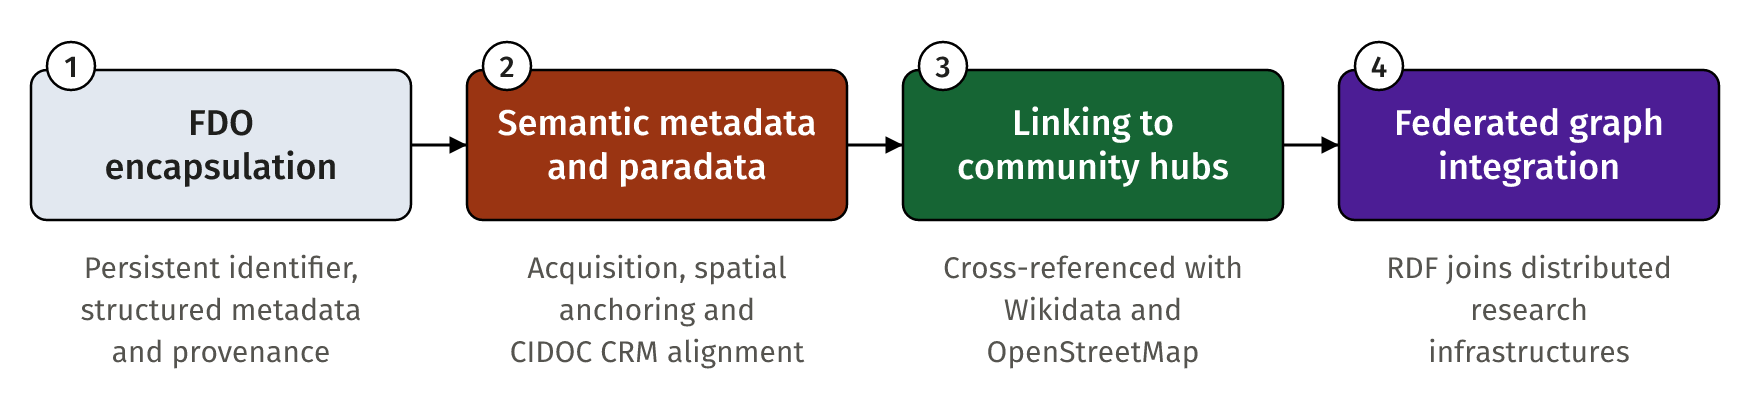 1
FDO
encapsulation
Persistent identifier,
structured metadata
and provenance
2
Semantic metadata
and paradata
Acquisition, spatial
anchoring and
CIDOC CRM alignment
3
Linking to
community hubs
Cross-referenced with
Wikidata and
OpenStreetMap
4
Federated graph
integration
RDF joins distributed
research
infrastructures